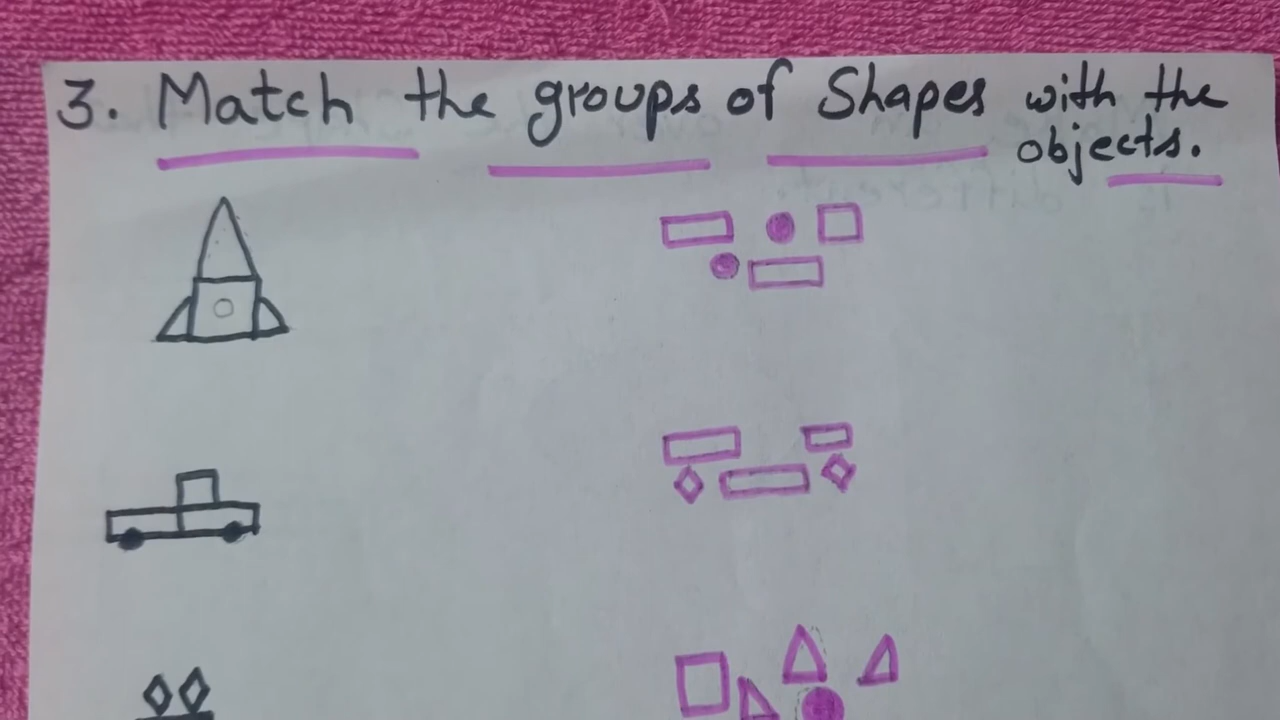 3. Match the groups of Shapes with the
objects.